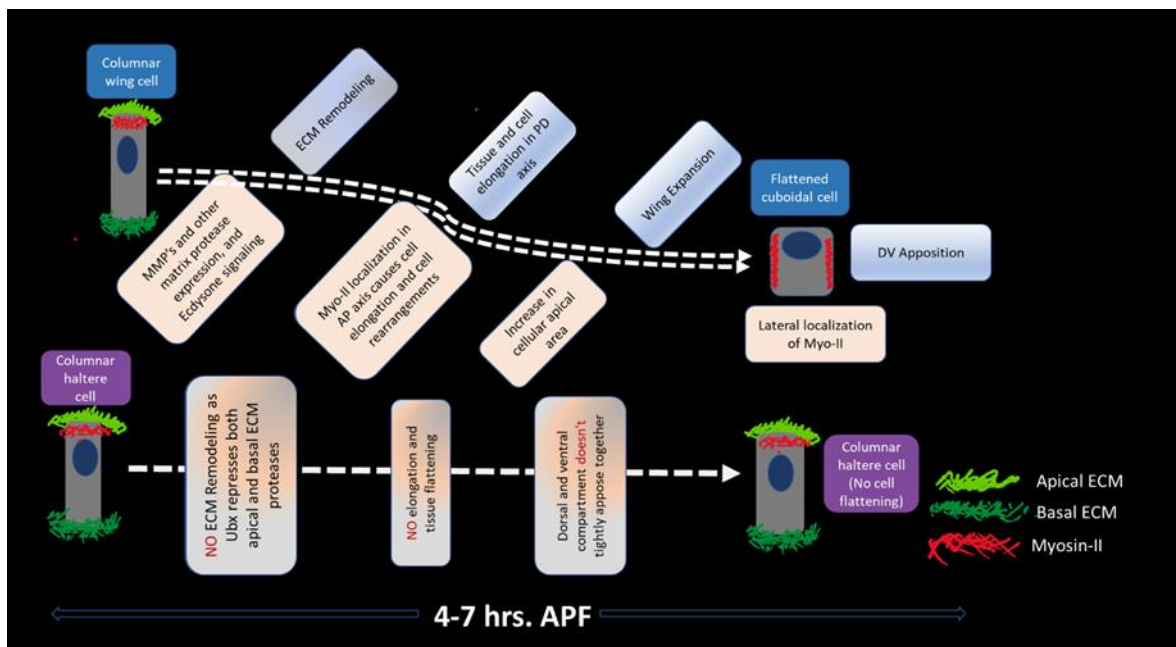 Columnar
wing cell
ECM Remodeling
Tissue and cell
elongation in PD
axis
Wing Expansion
Flattened
cuboidal cell
DV Apposition
MMP's and other
matrix protease
expression, and
Ecdysone signaling
Myo-II localization in
AP axis causes cell
elongation and cell
rearrangements
Increase in
cellular apical
area
Lateral localization
of Myo-II
Columnar
haltere
cell
NO ECM Remodeling as
Ubx represses both
apical and basal ECM
proteases
NO elongation and
tissue flattening
Dorsal and ventral
compartment doesn't
tightly appose together
Columnar
haltere cell
(No cell
flattening)
Apical ECM
Basal ECM
Myosin-II
4-7 hrs. APF